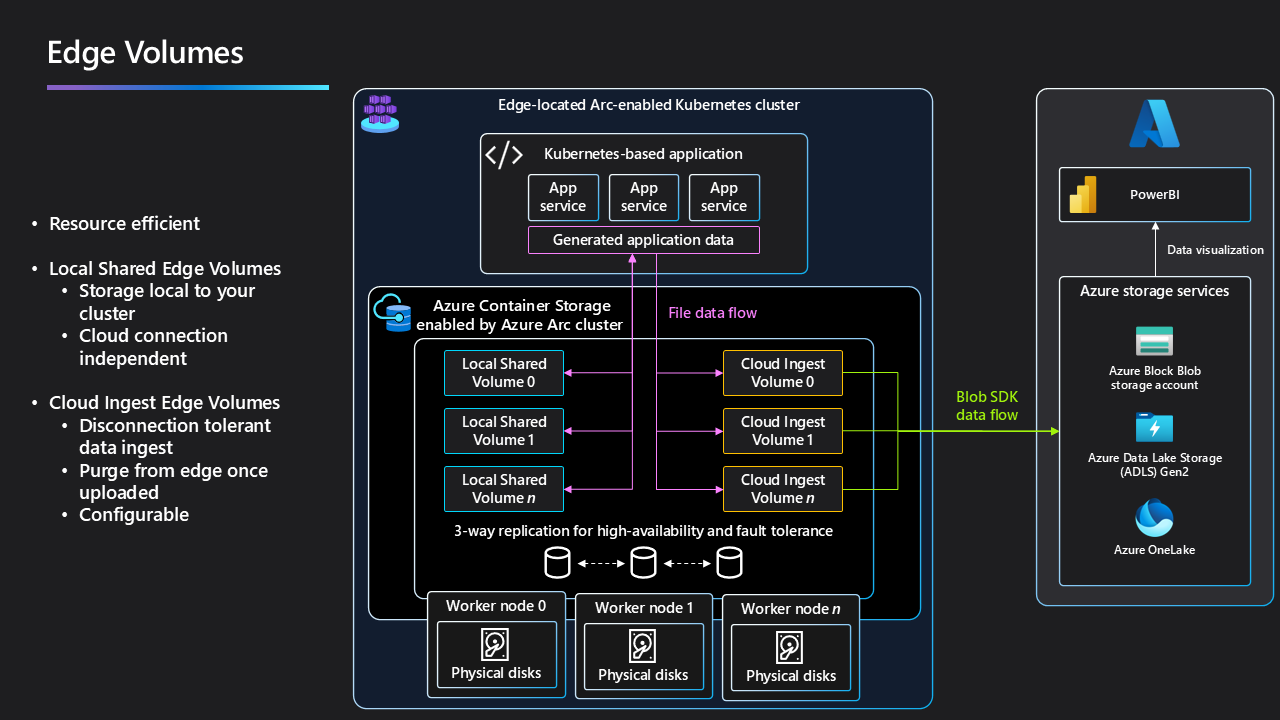 Edge Volumes
• Resource efficient
• Local Shared Edge Volumes
• Storage local to your
cluster
• Cloud connection
independent
• Cloud Ingest Edge Volumes
• Disconnection tolerant
data ingest
• Purge from edge once
uploaded
• Configurable
Edge-located Arc-enabled Kubernetes cluster
</> Kubernetes-based application
App
service
App
service
App
service
Generated application data
Azure Container Storage
enabled by Azure Arc cluster
File data flow
Local Shared
Volume 0
Local Shared
Volume 1
Local Shared
Volume n
Cloud Ingest
Volume 0
Cloud Ingest
Volume 1
Cloud Ingest
Volume n
3-way replication for high-availability and fault tolerance
Worker node 0
Physical disks
Worker node 1
Physical disks
Worker node n
Physical disks
Blob SDK
data flow
PowerBI
Data visualization
Azure storage services
Azure Block Blob
storage account
Azure Data Lake Storage
(ADLS) Gen2
Azure OneLake